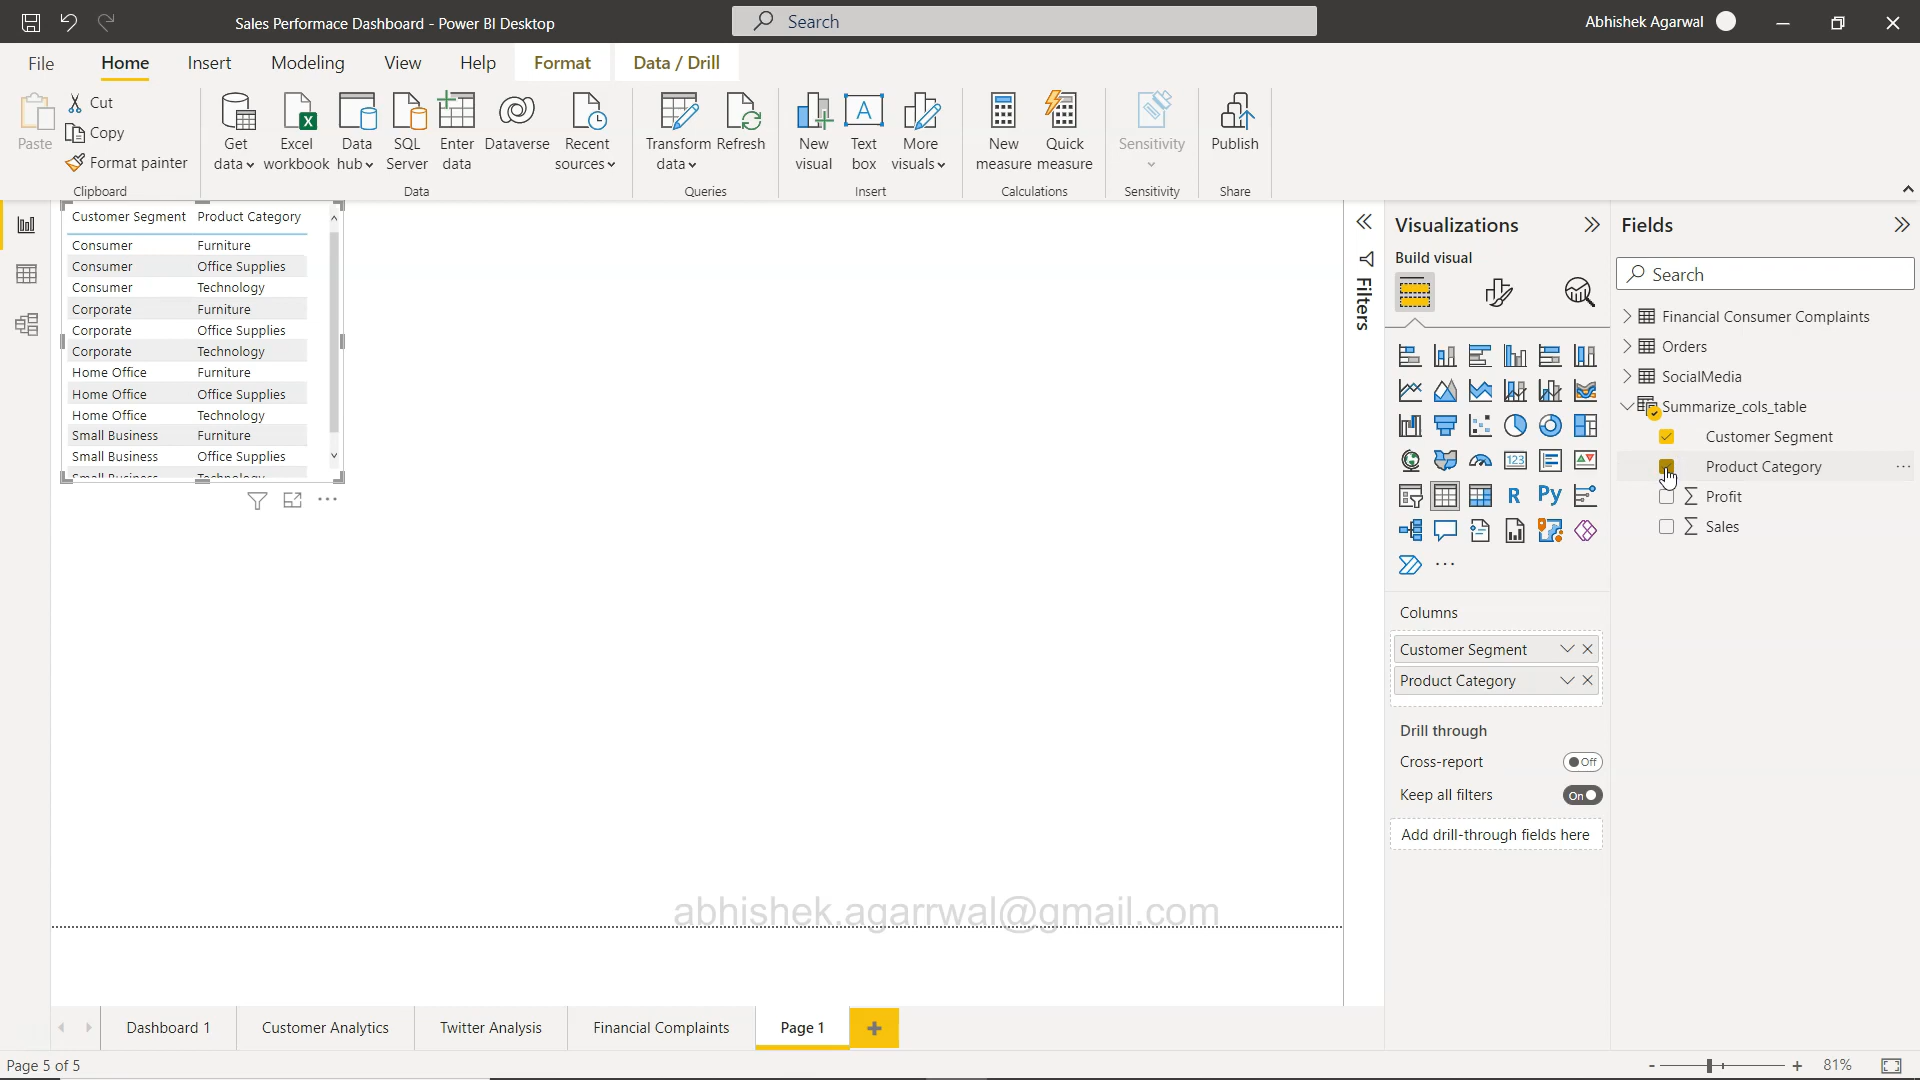 Sales Performace Dashboard - Power BI Desktop
Search
Abhishek Agarwal
File
Home
Insert
Modeling
View
Help
Format
Data / Drill
Paste
Cut
Copy
Format painter
Clipboard
Get data
Excel workbook
Data hub
SQL Server
Enter data
Dataverse
Recent sources
Data
Transform data
Refresh
Queries
New visual
Text box
More visuals
Insert
New measure
Quick measure
Calculations
Sensitivity
Sensitivity
Publish
Share
Customer Segment Product Category
Consumer Furniture
Consumer Office Supplies
Consumer Technology
Corporate Furniture
Corporate Office Supplies
Corporate Technology
Home Office Furniture
Home Office Office Supplies
Home Office Technology
Small Business Furniture
Small Business Office Supplies
Small Business Technology
Filters
Visualizations
Build visual
123
R
Py
Columns
Customer Segment
Product Category
Drill through
Cross-report
Off
Keep all filters
On
Add drill-through fields here
Fields
Search
Financial Consumer Complaints
Orders
SocialMedia
Summarize_cols_table
Customer Segment
Product Category
∑ Profit
∑ Sales
abhishek.agarrwal@gmail.com
Dashboard 1
Customer Analytics
Twitter Analysis
Financial Complaints
Page 1
Page 5 of 5
- + 81%